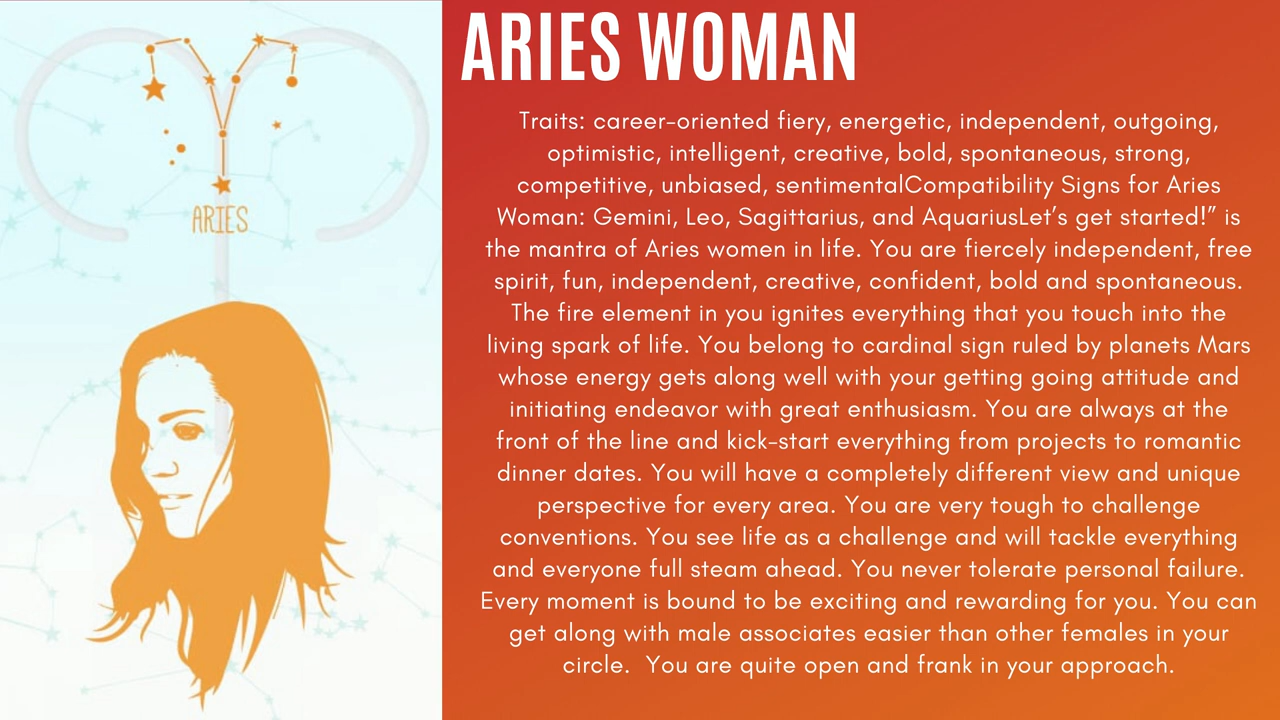 ARIES WOMAN
ARIES
Traits: career-oriented fiery, energetic, independent, outgoing,
optimistic, intelligent, creative, bold, spontaneous, strong,
competitive, unbiased, sentimentalCompatibility Signs for Aries
Woman: Gemini, Leo, Sagittarius, and AquariusLet’s get started!” is
the mantra of Aries women in life. You are fiercely independent, free
spirit, fun, independent, creative, confident, bold and spontaneous.
The fire element in you ignites everything that you touch into the
living spark of life. You belong to cardinal sign ruled by planets Mars
whose energy gets along well with your getting going attitude and
initiating endeavor with great enthusiasm. You are always at the
front of the line and kick-start everything from projects to romantic
dinner dates. You will have a completely different view and unique
perspective for every area. You are very tough to challenge
conventions. You see life as a challenge and will tackle everything
and everyone full steam ahead. You never tolerate personal failure.
Every moment is bound to be exciting and rewarding for you. You can
get along with male associates easier than other females in your
circle.  You are quite open and frank in your approach.